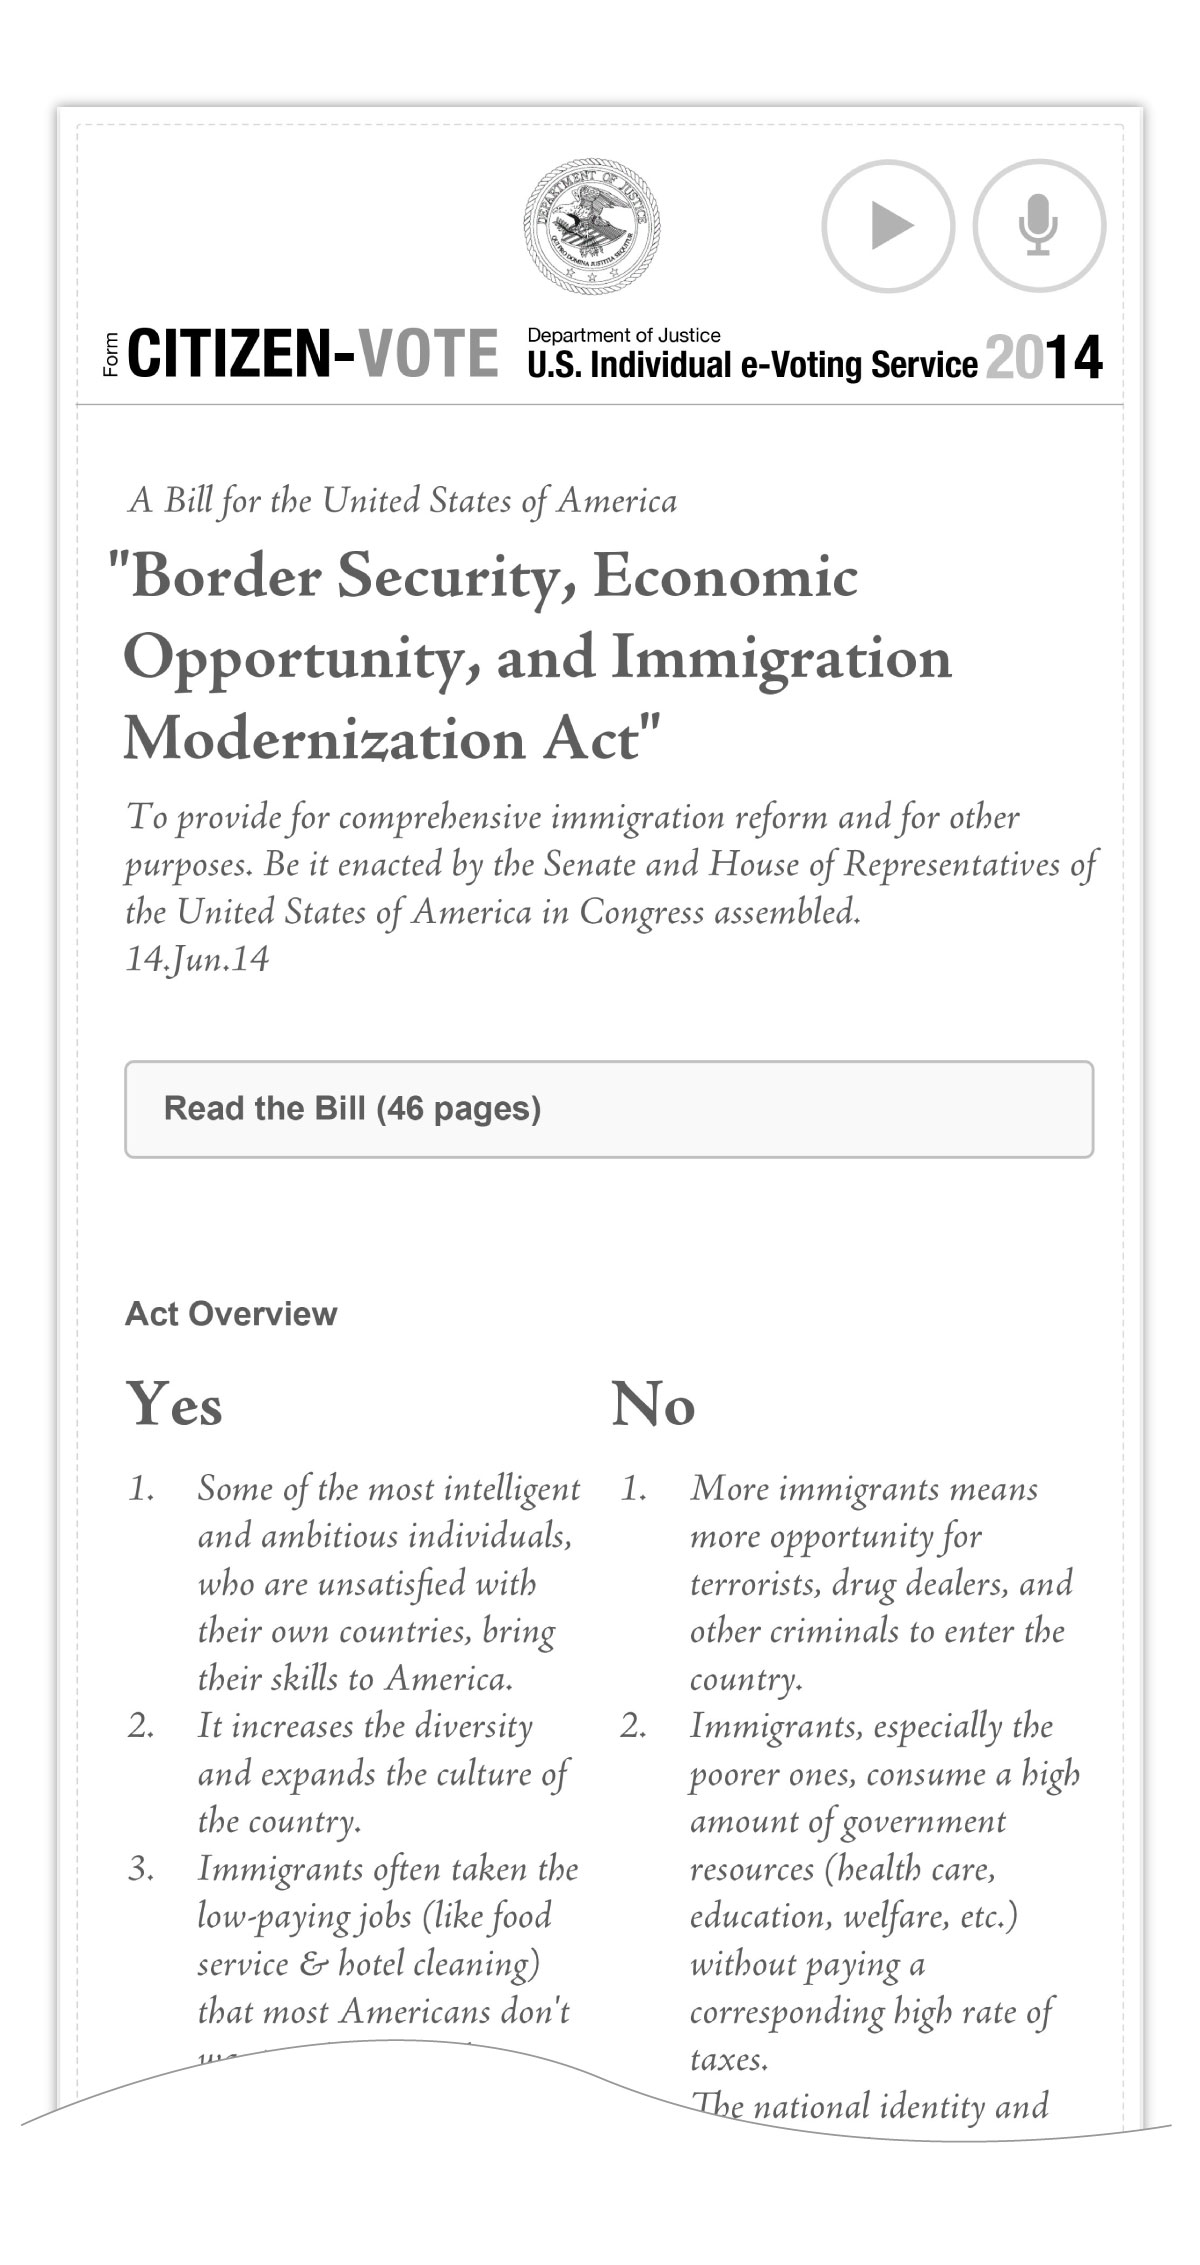 DEPARTMENT OF JUSTICE
QUI PRO DOMINA JUSTITIA SEQUITUR
Form CITIZEN-VOTE
Department of Justice
U.S. Individual e-Voting Service 2014
A Bill for the United States of America
"Border Security, Economic
Opportunity, and Immigration
Modernization Act"
To provide for comprehensive immigration reform and for other
purposes. Be it enacted by the Senate and House of Representatives of
the United States of America in Congress assembled.
14.Jun.14
Read the Bill (46 pages)
Act Overview
Yes
1. Some of the most intelligent
and ambitious individuals,
who are unsatisfied with
their own countries, bring
their skills to America.
2. It increases the diversity
and expands the culture of
the country.
3. Immigrants often taken the
low-paying jobs (like food
service & hotel cleaning)
that most Americans don't
No
1. More immigrants means
more opportunity for
terrorists, drug dealers, and
other criminals to enter the
country.
2. Immigrants, especially the
poorer ones, consume a high
amount of government
resources (health care,
education, welfare, etc.)
without paying a
corresponding high rate of
taxes.
The national identity and